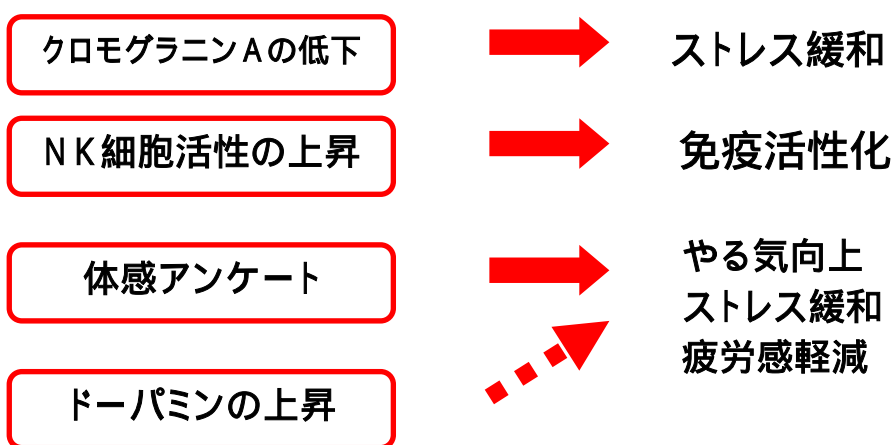 クロモグラニンAの低下
ストレス緩和
NK細胞活性の上昇
免疫活性化
体感アンケート
やる気向上
ストレス緩和
疲労感軽減
ドーパミンの上昇